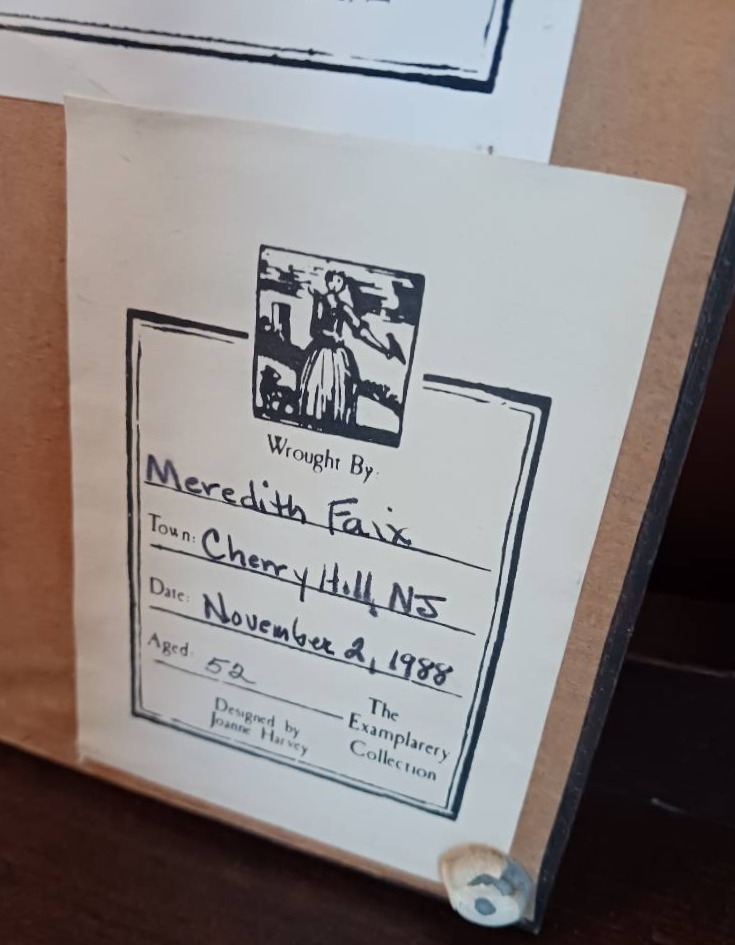 Wrought By:
Meredith Faix
Town: Cherry Hill, NJ
Date: November 2, 1988
Aged: 52
Designed by
Joanne Harvey
The
Examplarery
Collection